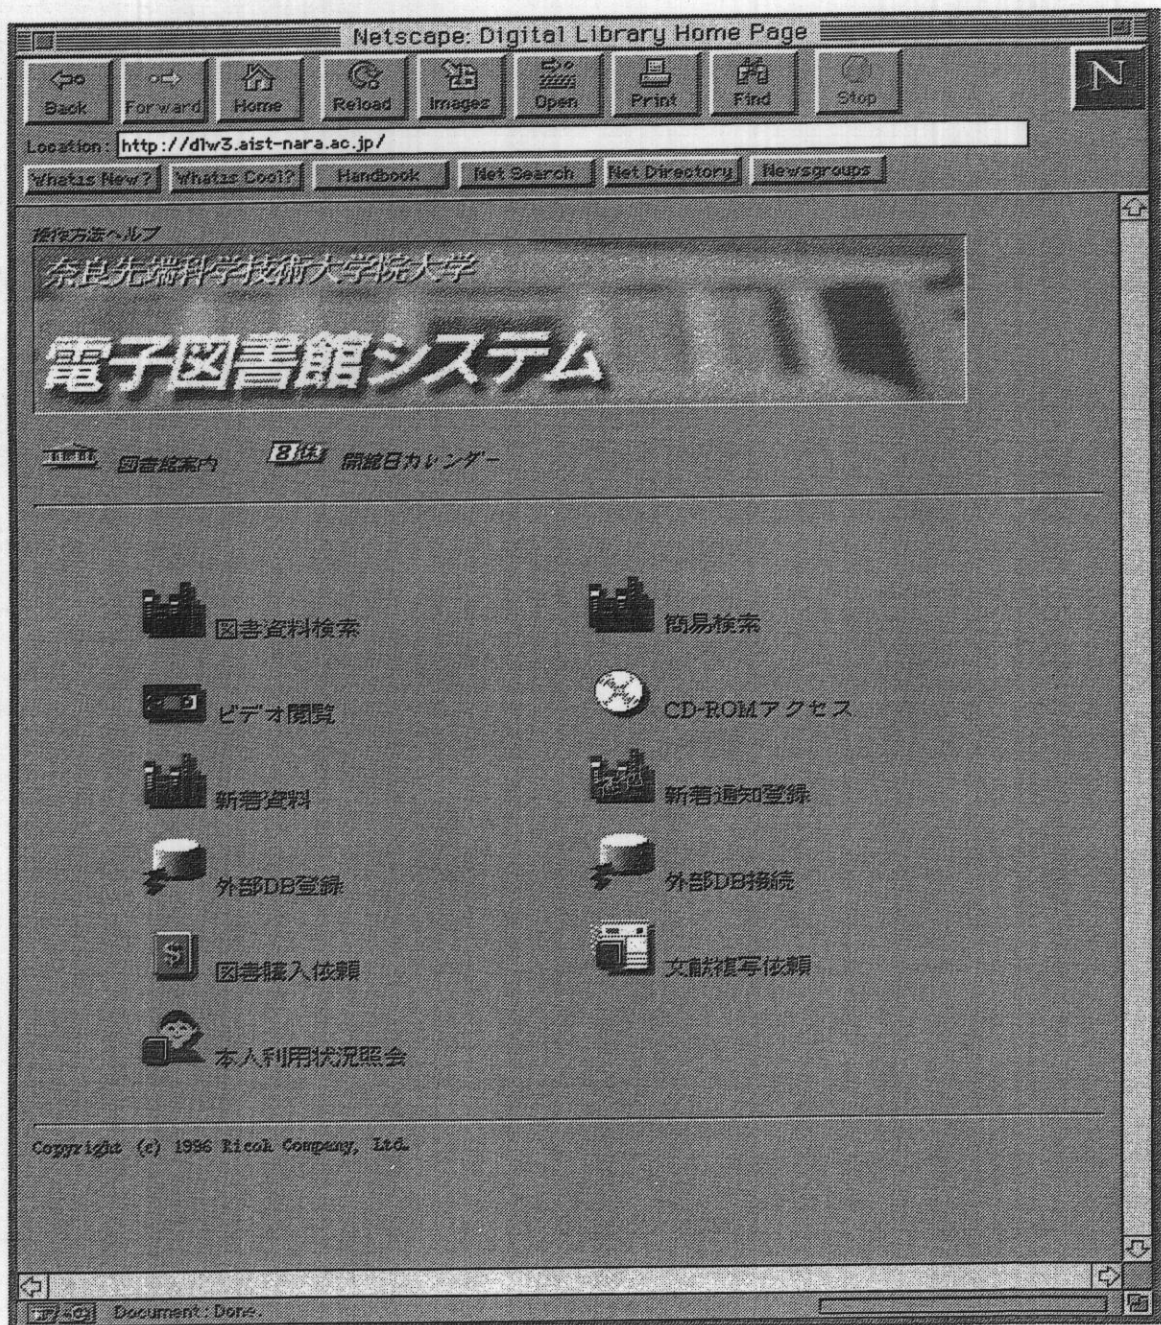 Netscape: Digital Library Home Page
Back Forward Home Reload Images Open Print Find Stop
N
Location: http://dlw3.aist-nara.ac.jp/
What's New? What's Cool? Handbook Net Search Net Directory Newsgroups
操作方法ヘルプ
奈良先端科学技術大学院大学
電子図書館システム
図書館案内 8 休 開館日カレンダー
図書資料検索 簡易検索
ビデオ閲覧 CD-ROMアクセス
新着資料 新着通知登録
外部DB登録 外部DB接続
$ 図書購入依頼 文献複写依頼
本人利用状況照会
Copyright (c) 1996 Ricoh Company, Ltd.
Document: Done.